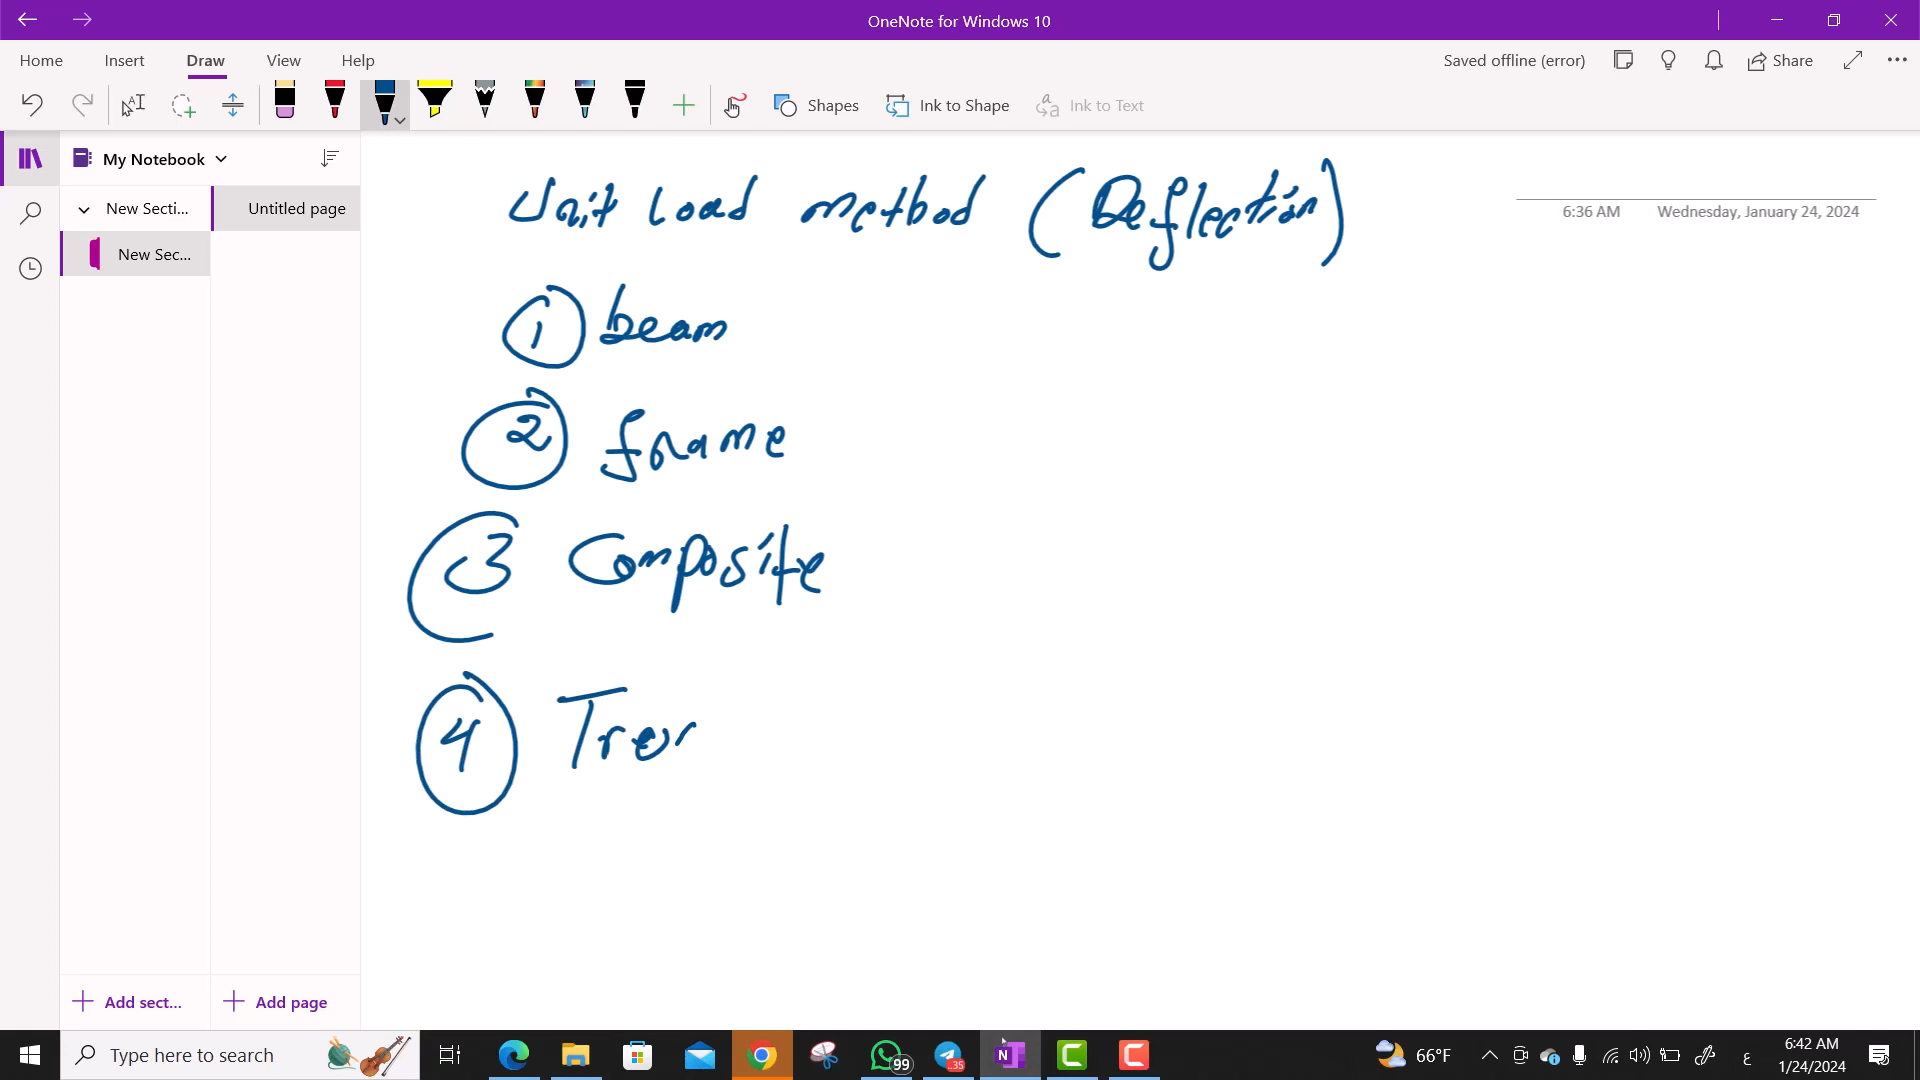 OneNote for Windows 10
Home Insert Draw View Help Saved offline (error) Share
Shapes Ink to Shape Ink to Text
My Notebook
New Secti... Untitled page
New Sec...
6:36 AM Wednesday, January 24, 2024
Unit Load method (Deflection)
1 beam
2 frame
3 Composite
4
Add sect... Add page
Type here to search
99
35
66°F
ع
6:42 AM
1/24/2024